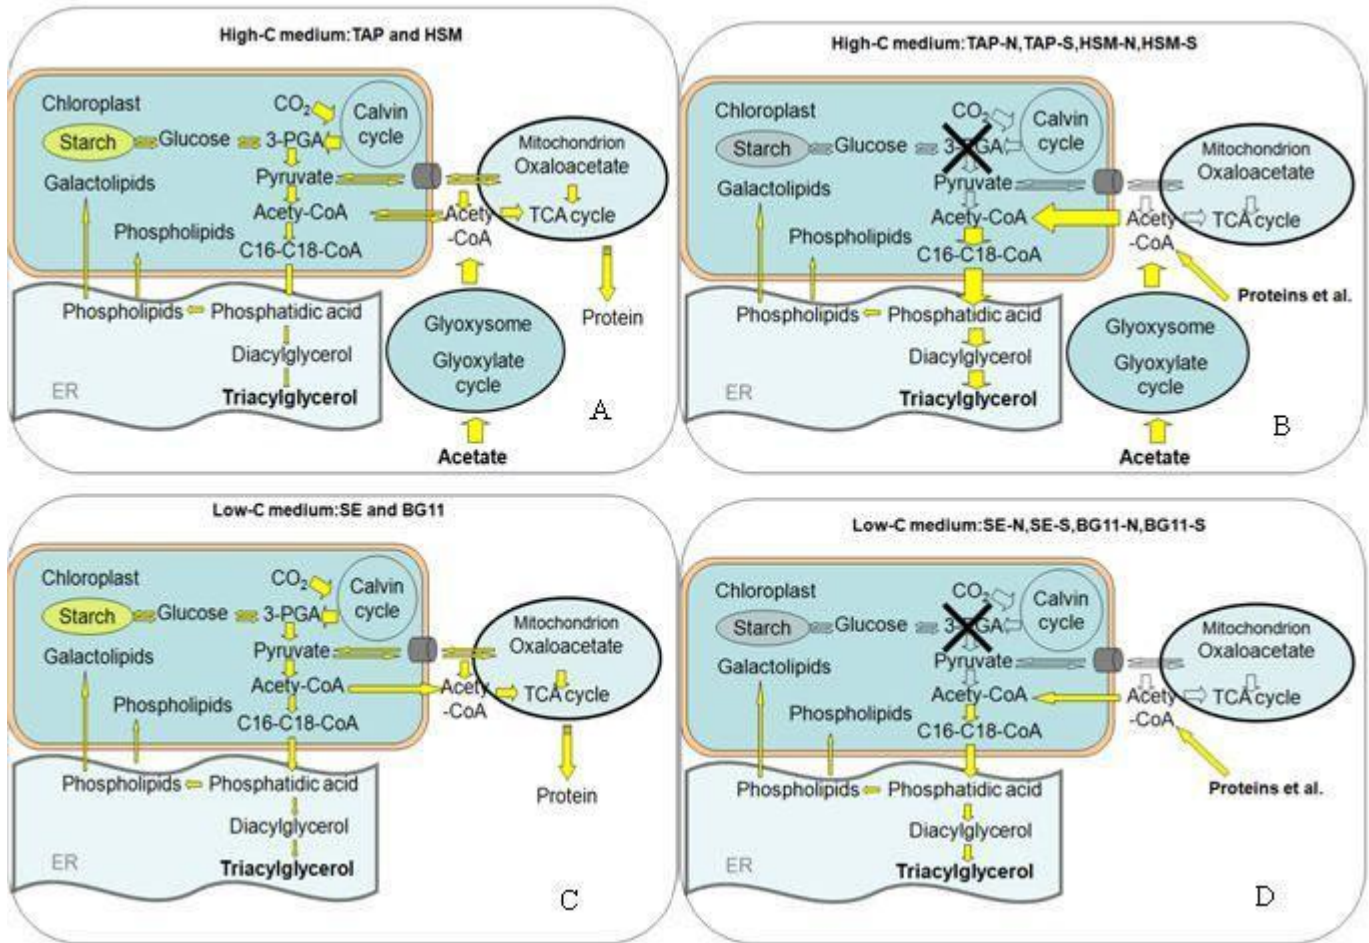 High-C medium:TAP and HSM
Chloroplast
CO2
Calvin
cycle
Starch
Glucose
3-PGA
Mitochondrion
Oxaloacetate
Galactolipids
Pyruvate
Acety-CoA
Acety
-CoA
TCA cycle
Phospholipids
C16-C18-CoA
Phospholipids
Phosphatidic acid
Protein
Glyoxysome
Glyoxylate
cycle
Diacylglycerol
ER
Triacylglycerol
A
Acetate
High-C medium:TAP-N,TAP-S,HSM-N,HSM-S
Chloroplast
CO2
Calvin
cycle
Starch
Glucose
3-PGA
Mitochondrion
Oxaloacetate
Galactolipids
Pyruvate
Acety-CoA
Acety
-CoA
TCA cycle
Phospholipids
C16-C18-CoA
Proteins et al.
Phospholipids
Phosphatidic acid
Glyoxysome
Glyoxylate
cycle
Diacylglycerol
ER
Triacylglycerol
B
Acetate
Low-C medium:SE and BG11
Chloroplast
CO2
Calvin
cycle
Starch
Glucose
3-PGA
Mitochondrion
Oxaloacetate
Galactolipids
Pyruvate
Acety-CoA
Acety
-CoA
TCA cycle
Phospholipids
C16-C18-CoA
Phospholipids
Phosphatidic acid
Protein
Diacylglycerol
ER
Triacylglycerol
C
Low-C medium:SE-N,SE-S,BG11-N,BG11-S
Chloroplast
CO2
Calvin
cycle
Starch
Glucose
3-PGA
Mitochondrion
Oxaloacetate
Galactolipids
Pyruvate
Acety-CoA
Acety
-CoA
TCA cycle
Phospholipids
C16-C18-CoA
Phospholipids
Phosphatidic acid
Proteins et al.
Diacylglycerol
ER
Triacylglycerol
D